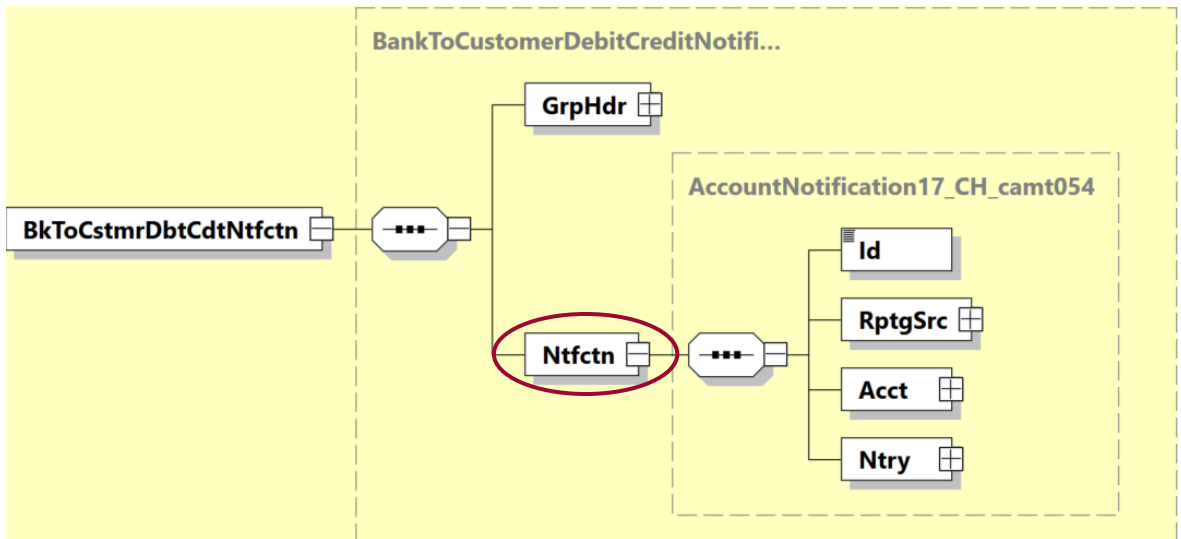 BankToCustomerDebitCreditNotifi...
GrpHdr
AccountNotification17_CH_camt054
BkToCstmrDbtCdtNtfctn
Id
RptgSrc
Ntfctn
Acct
Ntry